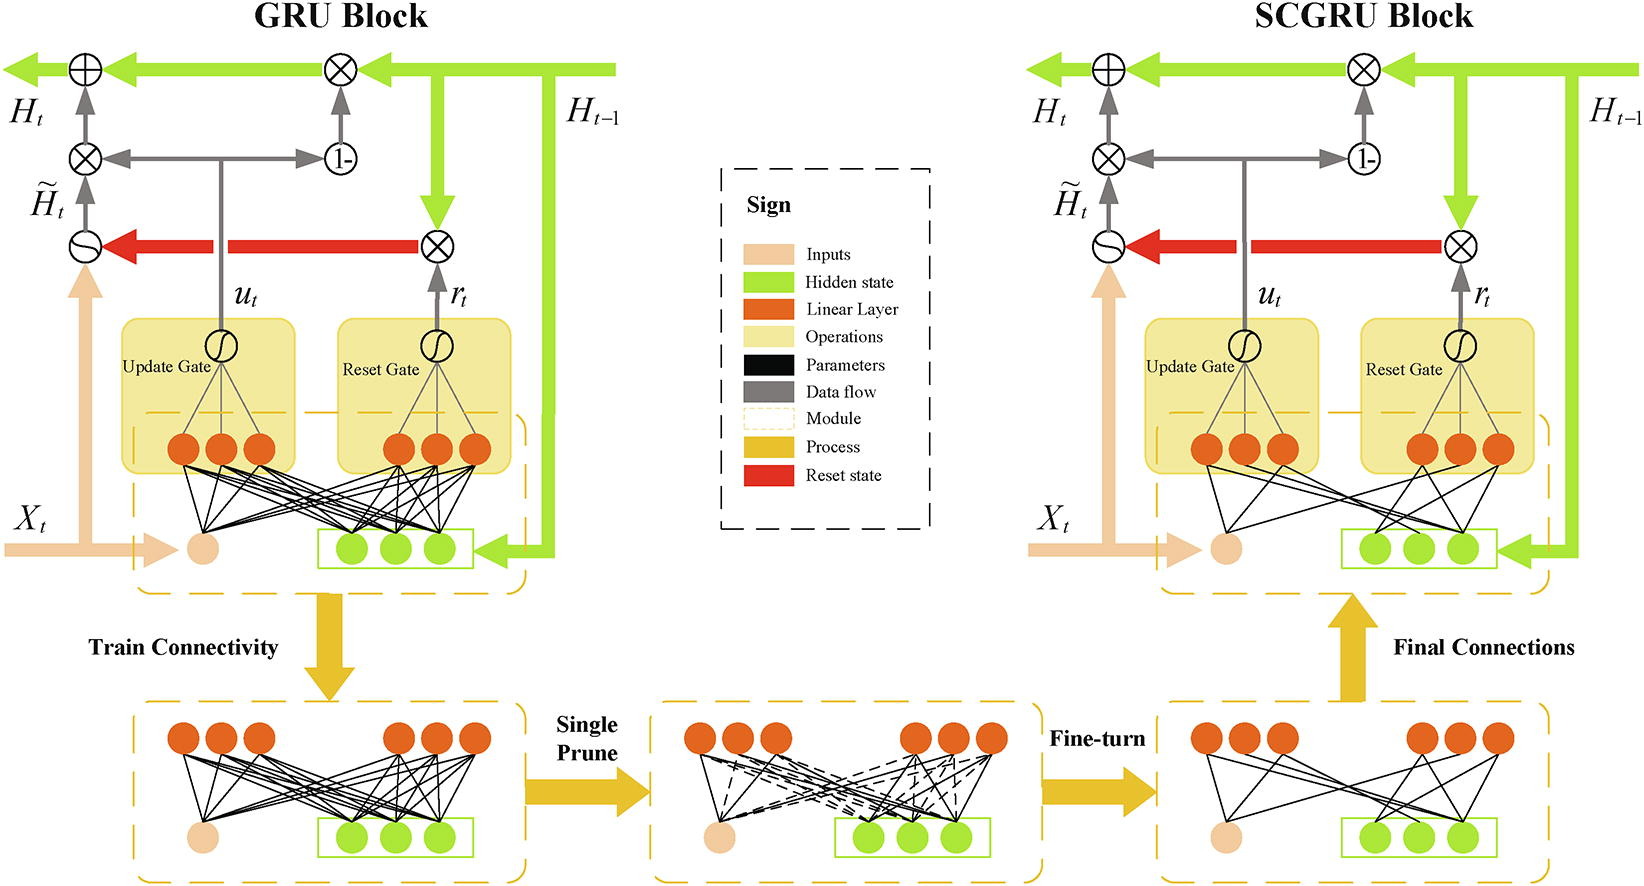 GRU Block
SCGRU Block
H_t
H_{t-1}
H_t
H_{t-1}
1-
1-
H̃_t
H̃_t
Sign
Inputs
Hidden state
Linear Layer
Operations
Parameters
Data flow
Module
Process
Reset state
u_t
r_t
u_t
r_t
Update Gate
Reset Gate
Update Gate
Reset Gate
X_t
X_t
Train Connectivity
Final Connections
Single
Prune
Fine-turn